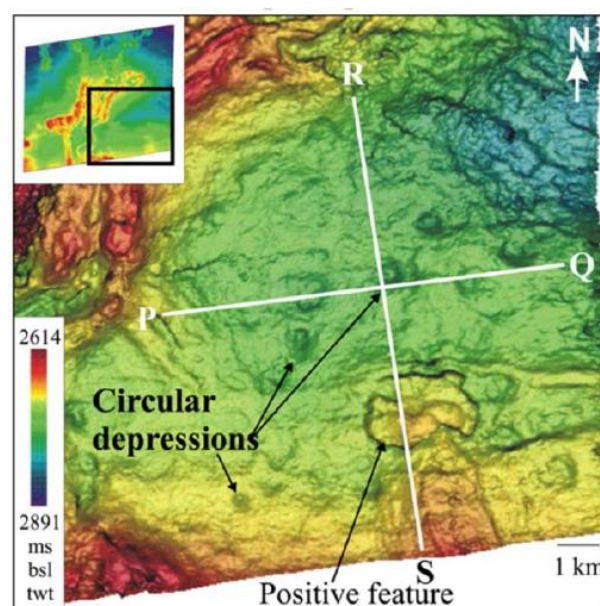 N
R
Q
P
2614
Circular
depressions
2891
ms
bsl
twt
S
1 km
Positive feature